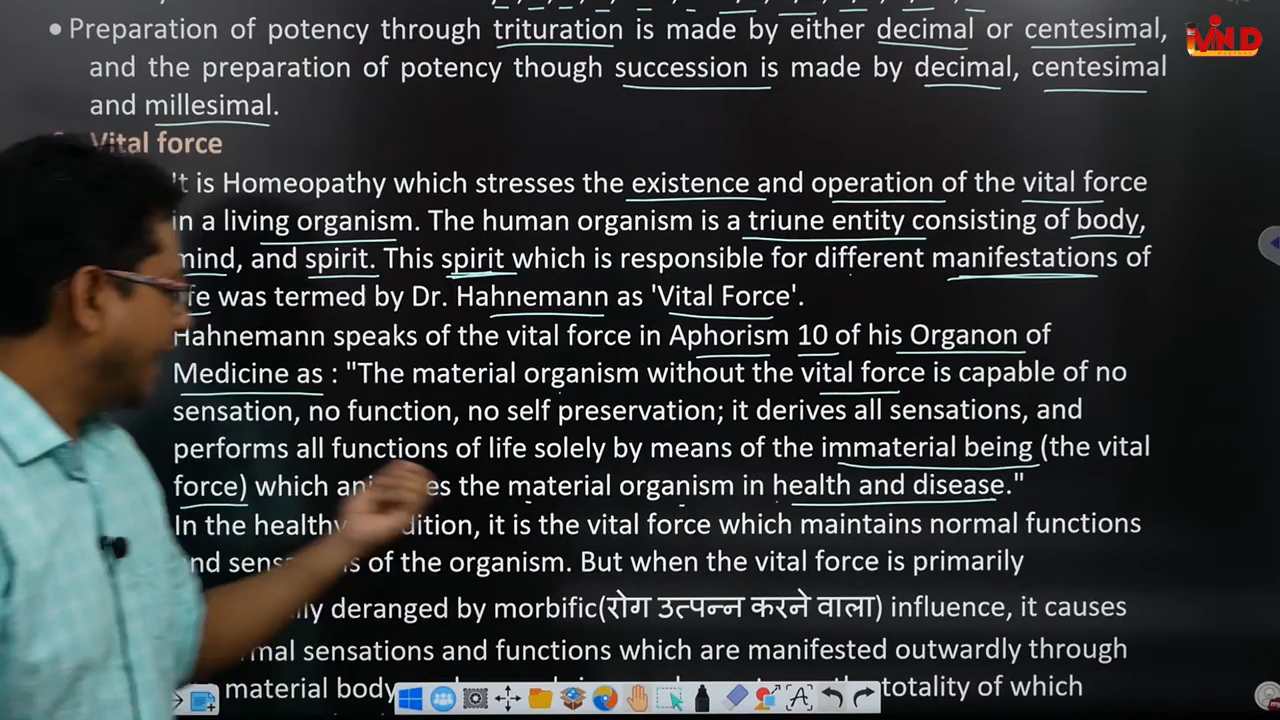 MIND
• Preparation of potency through trituration is made by either decimal or centesimal,
and the preparation of potency though succession is made by decimal, centesimal
and millesimal.
Vital force
It is Homeopathy which stresses the existence and operation of the vital force
in a living organism. The human organism is a triune entity consisting of body,
mind, and spirit. This spirit which is responsible for different manifestations of
life was termed by Dr. Hahnemann as 'Vital Force'.
Hahnemann speaks of the vital force in Aphorism 10 of his Organon of
Medicine as : "The material organism without the vital force is capable of no
sensation, no function, no self preservation; it derives all sensations, and
performs all functions of life solely by means of the immaterial being (the vital
force) which the material organism in health and disease."
In the healthy it is the vital force which maintains normal functions
and of the organism. But when the vital force is primarily
deranged by morbific(रोग उत्पन्न करने वाला) influence, it causes
sensations and functions which are manifested outwardly through
material body totality of which